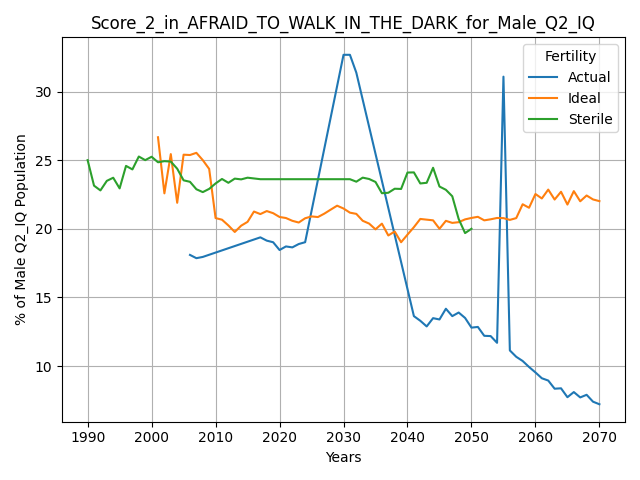 Score_2_in_AFRAID_TO_WALK_IN_THE_DARK_for_Male_Q2_IQ
Fertility
Actual
Ideal
Sterile
% of Male Q2_IQ Population
30
25
20
15
10
1990 2000 2010 2020 2030 2040 2050 2060 2070
Years